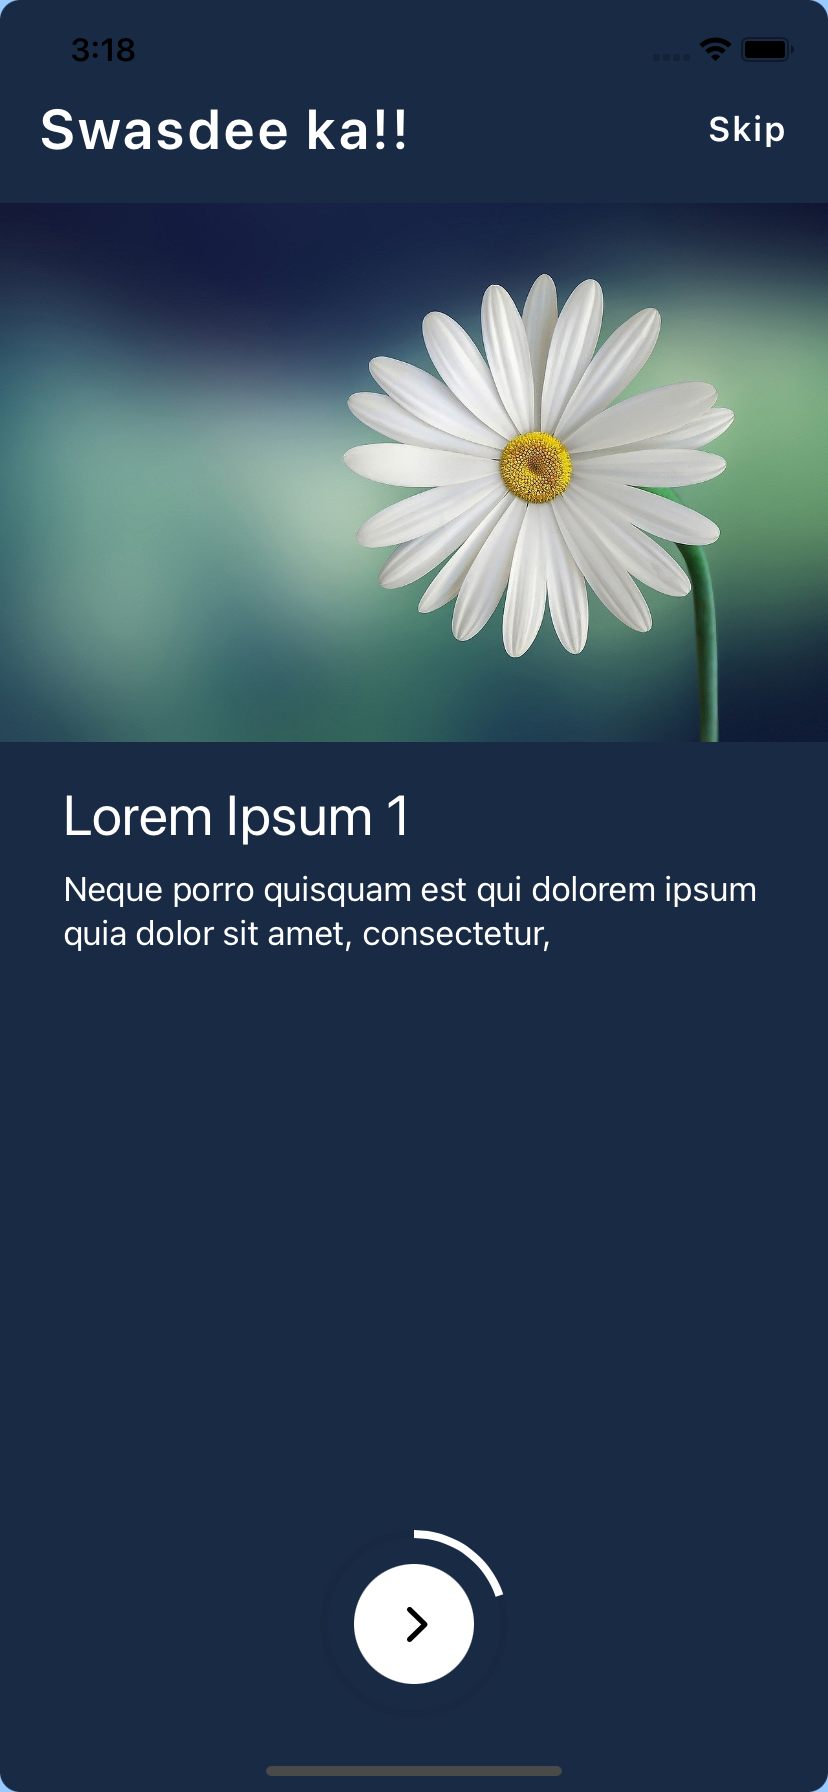 3:18
Swasdee ka!!
Skip
Lorem Ipsum 1
Neque porro quisquam est qui dolorem ipsum
quia dolor sit amet, consectetur,